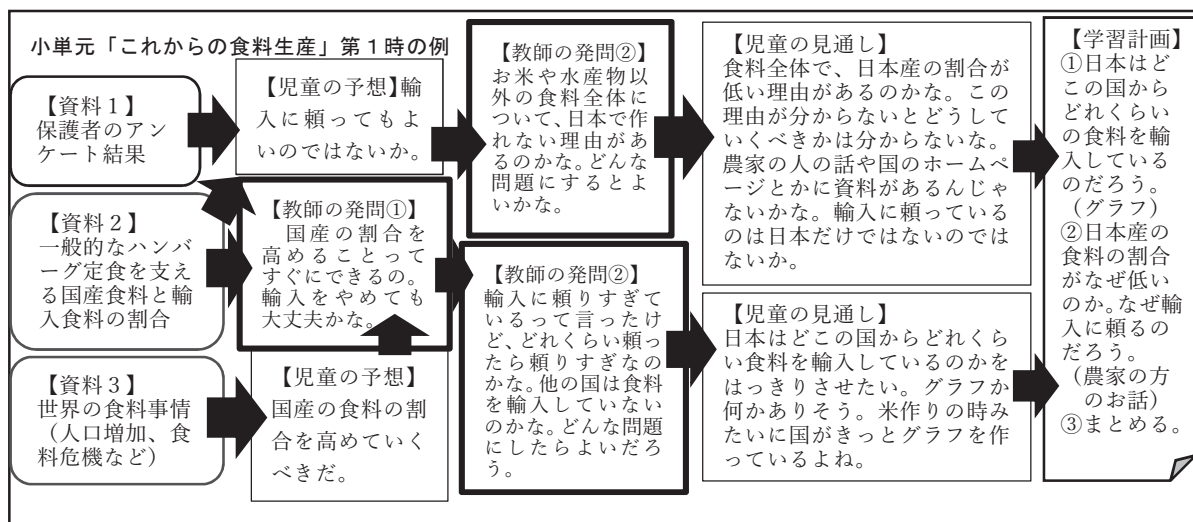 小単元「これからの食料生産」第１時の例
【資料１】
保護者のアン
ケート結果
【資料２】
一般的なハンバ
ーグ定食を支え
る国産食料と輸
入食料の割合
【資料３】
世界の食料事情
（人口増加、食
料危機など）
【児童の予想】輸
入に頼ってもよ
いのではないか。
【教師の発問①】
国産の割合を
高めることって
すぐにできるの。
輸入をやめても
大丈夫かな。
【児童の予想】
国産の食料の割
合を高めていく
べきだ。
【教師の発問②】
お米や水産物以
外の食料全体に
ついて、日本で作
れない理由があ
るのかな。どんな
問題にするとよ
いかな。
【教師の発問②】
輸入に頼りすぎて
いるって言ったけ
ど、どれくらい頼っ
たら頼りすぎなの
かな。他の国は食料
を輸入していない
のかな。どんな問題
にしたらよいだろ
う。
【児童の見通し】
食料全体で、日本産の割合が
低い理由があるのかな。この
理由が分からないとどうして
いくべきかは分からないな。
農家の人の話や国のホームペ
ージとかに資料があるんじゃ
ないかな。輸入に頼っている
のは日本だけではないのでは
ないか。
【児童の見通し】
日本はどこの国からどれくら
い食料を輸入しているのかを
はっきりさせたい。グラフか
何かありそう。米作りの時み
たいに国がきっとグラフを作
っているよね。
【学習計画】
①日本はど
この国から
どれくらい
の食料を輸
入している
のだろう。
（グラフ）
②日本産の
食料の割合
がなぜ低い
のか。なぜ輸
入に頼るの
だろう。
（農家の方
のお話）
③まとめる。